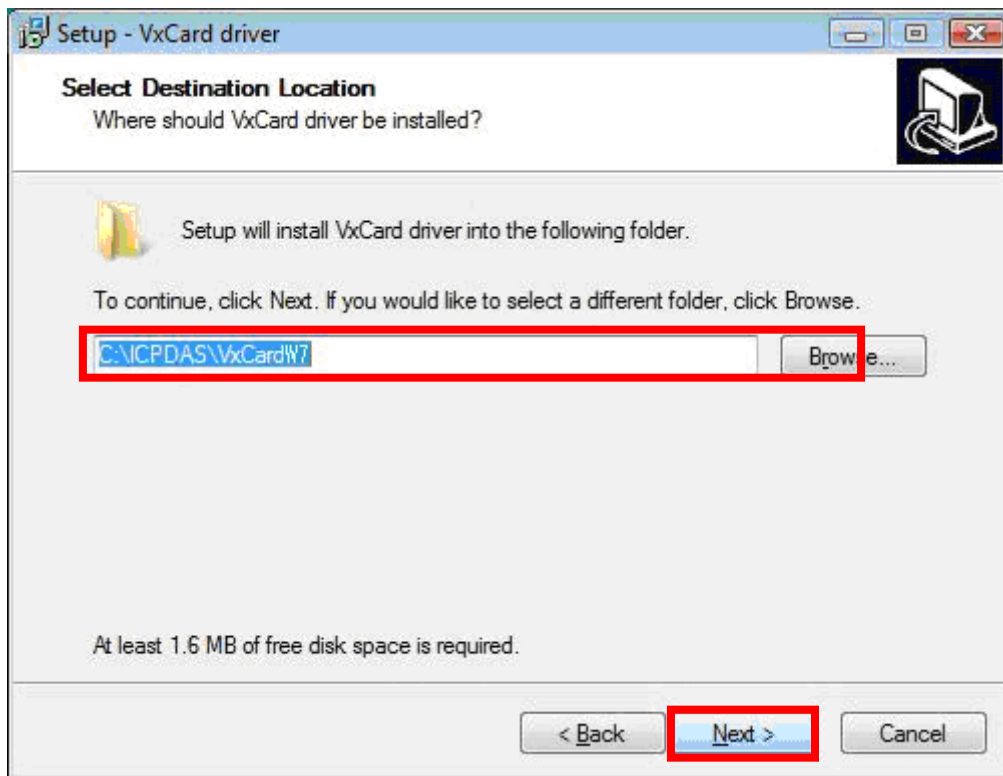 Setup - VxCard driver
Select Destination Location
Where should VxCard driver be installed?
Setup will install VxCard driver into the following folder.
To continue, click Next. If you would like to select a different folder, click Browse.
C:\ICPDAS\VxCardW7
Browse...
At least 1.6 MB of free disk space is required.
< Back
Next >
Cancel